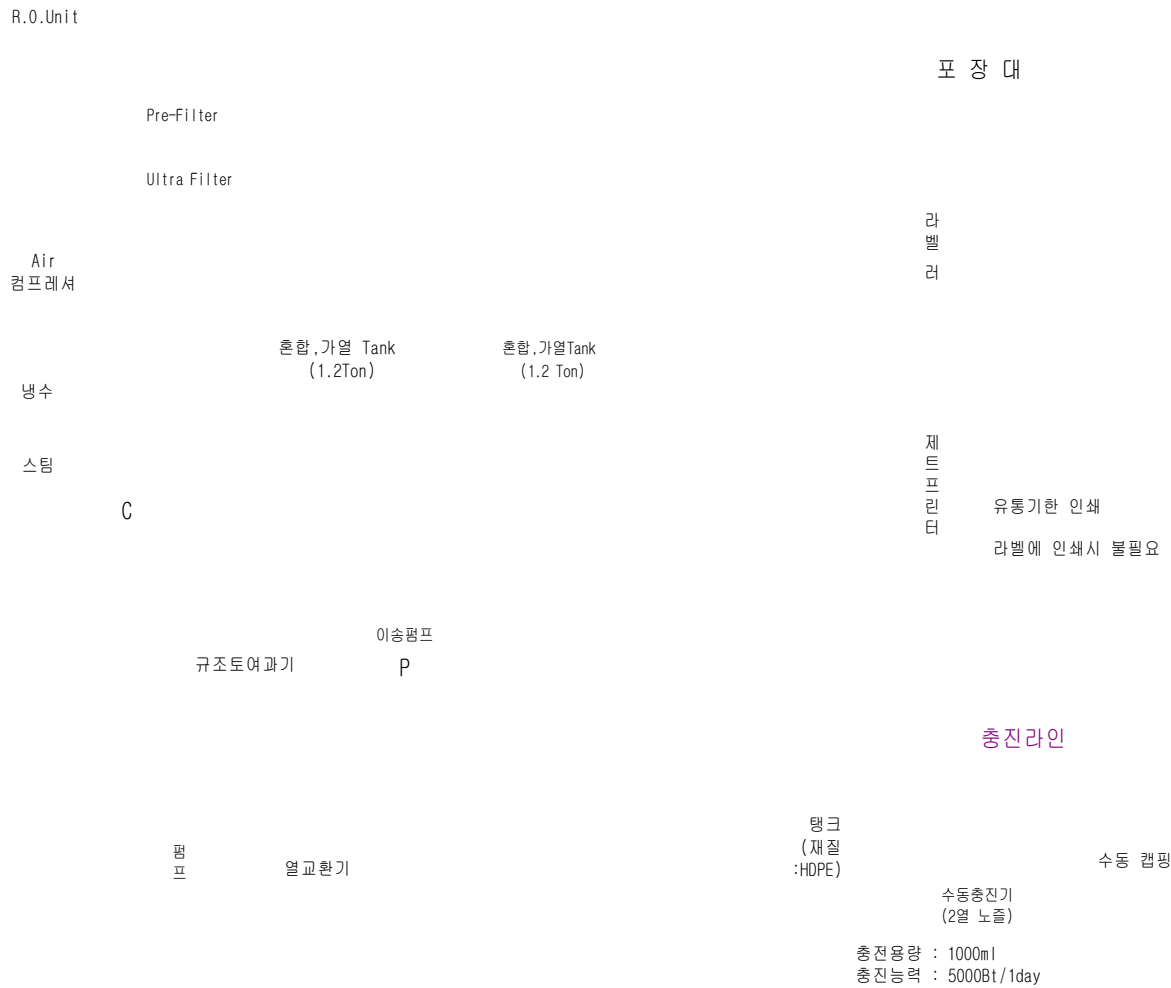 R.O.Unit
포 장 대
Pre-Filter
Ultra Filter
라
벨
러
Air
컴프레셔
혼합,가열 Tank
(1.2Ton)
혼합,가열Tank
(1.2 Ton)
냉수
스팀
C
제
트
프
린
터
유통기한 인쇄
라벨에 인쇄시 불필요
이송펌프
규조토여과기
P
충진라인
펌
프
열교환기
탱크
(재질
:HDPE)
수동 캡핑
수동충진기
(2열 노즐)
충전용량 : 1000ml
충진능력 : 5000Bt/1day